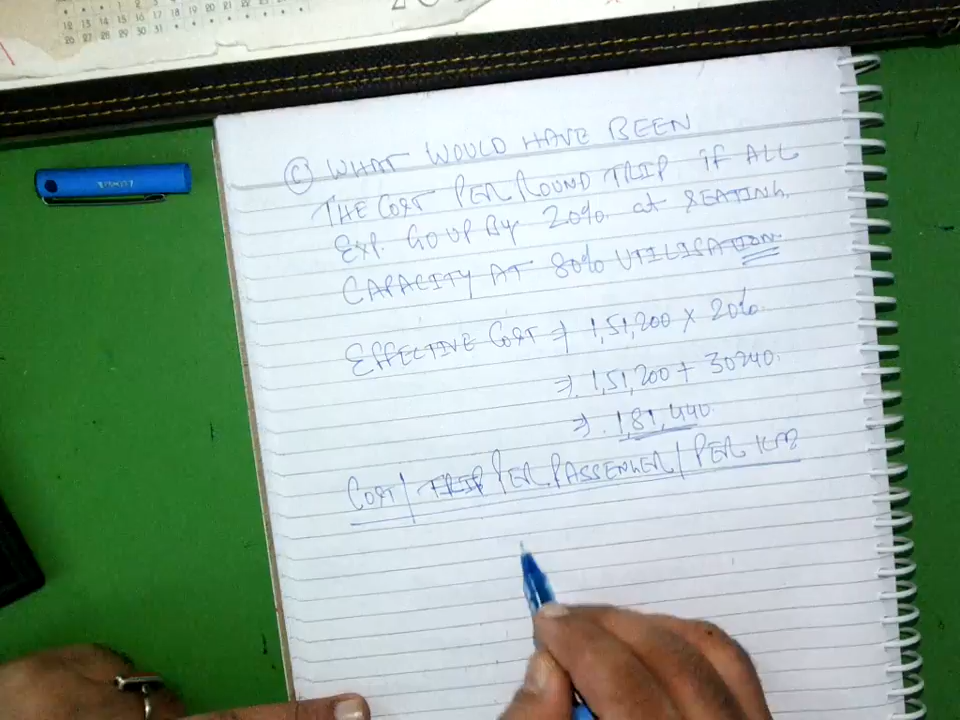 © WHAT WOULD HAVE BEEN
THE COST PER ROUND TRIP if ALL
EXP. GO UP By 20% at SEATING
CAPACITY AT 80% UTILISATION
EFFECTIVE COST ⇒ 1,51,200 × 20%
⇒ 1,51,200 + 30240
⇒ 1,81,440
COST/ TRIP PER PASSENGER/PER KM